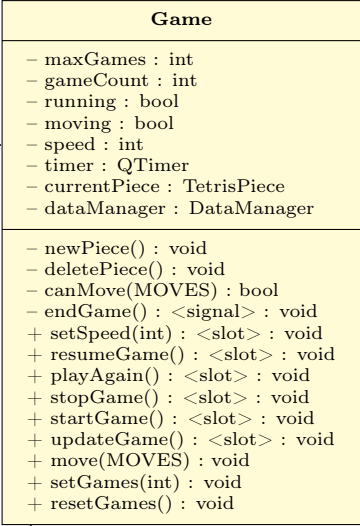 Game
– maxGames : int
– gameCount : int
– running : bool
– moving : bool
– speed : int
– timer : QTimer
– currentPiece : TetrisPiece
– dataManager : DataManager
– newPiece() : void
– deletePiece() : void
– canMove(MOVES) : bool
– endGame() : <signal> : void
+ setSpeed(int) : <slot> : void
+ resumeGame() : <slot> : void
+ playAgain() : <slot> : void
+ stopGame() : <slot> : void
+ startGame() : <slot> : void
+ updateGame() : <slot> : void
+ move(MOVES) : void
+ setGames(int) : void
+ resetGames() : void